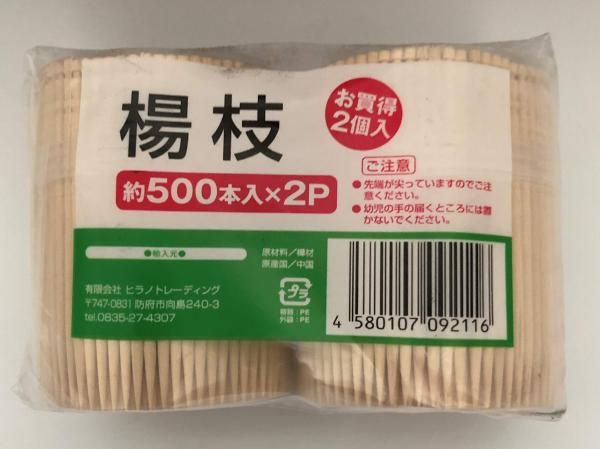 楊枝
お買得
2個入
約500本入×2P
ご注意
●先端が尖っていますのでご注
意ください。
●幼児の手の届くところには置
かないでください。
●輸入元●
有限会社 ヒラノトレーディング
〒747-0831 防府市向島240-3
tel.0835-27-4307
原材料／樺材
原産国／中国
プラ
容器：PE
外袋：PE
4 580107 092116